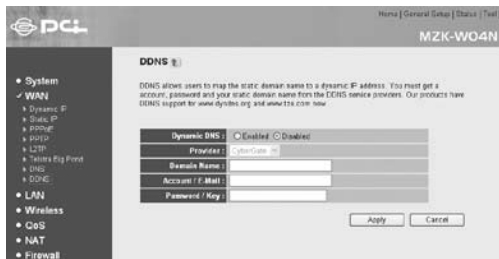 Home | General Setup | Status | Tool
PCi
MZK-W04N
DDNS
DDNS allows users to map the static domain name to a dynamic IP address. You must get a
account, password and your static domain name from the DDNS service providers. Our products have
DDNS support for www.dyndns.org and www.tzo.com now.
System
WAN
Dynamic IP
Static IP
PPPoE
PPTP
L2TP
Telstra Big Pond
DNS
DDNS
LAN
Wireless
QoS
NAT
Firewall
Dynamic DNS : Enabled Disabled
Provider : CyberGate
Domain Name :
Account / E-Mail :
Password / Key :
Apply Cancel